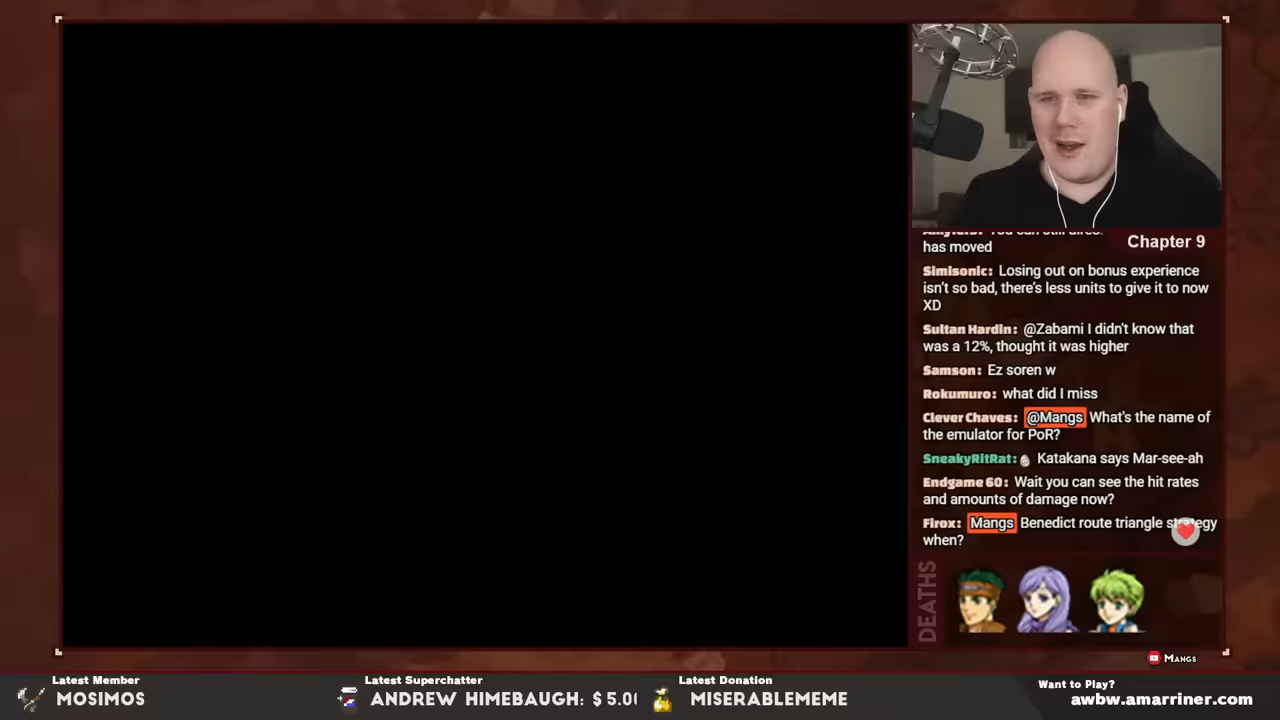 Chapter 9
has moved
Simisonic: Losing out on bonus experience
isn't so bad, there's less units to give it to now
XD
Sultan Hardin: @Zabami I didn't know that
was a 12%, thought it was higher
Samson: Ez soren w
Rokumuro: what did I miss
Clever Chaves: @Mangs What's the name of
the emulator for PoR?
SneakyRitRat: Katakana says Mar-see-ah
Endgame 60: Wait you can see the hit rates
and amounts of damage now?
Firox: Mangs Benedict route triangle strategy
when?
DEATHS
MANGS
Latest Member
MOSIMOS
Latest Superchatter
ANDREW HIMEBAUGH: $ 5.0
Latest Donation
MISERABLEMEME
Want to Play?
awbw.amarriner.com